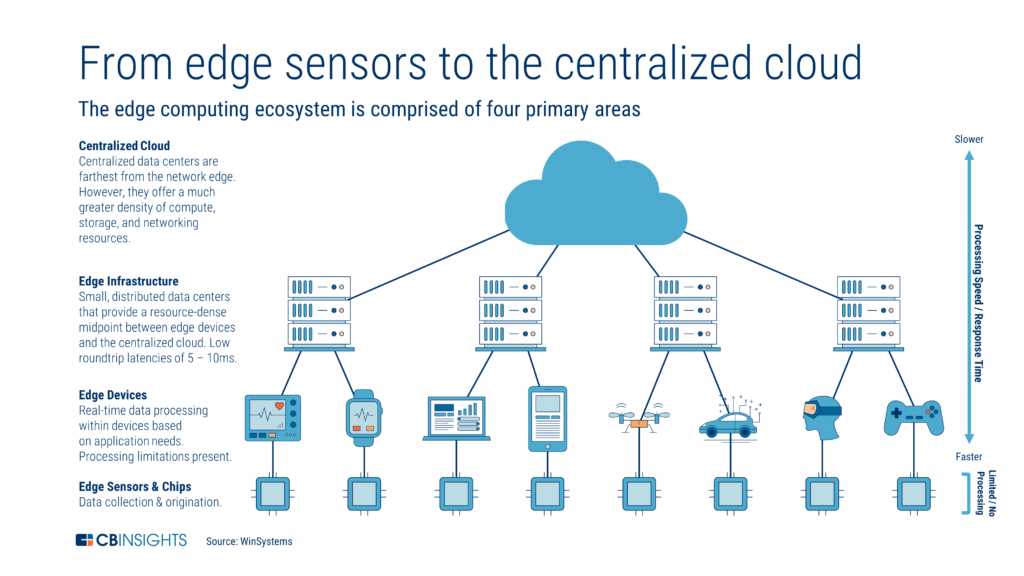 From edge sensors to the centralized cloud
The edge computing ecosystem is comprised of four primary areas
Centralized Cloud
Centralized data centers are
farthest from the network edge.
However, they offer a much
greater density of compute,
storage, and networking
resources.
Edge Infrastructure
Small, distributed data centers
that provide a resource-dense
midpoint between edge devices
and the centralized cloud. Low
roundtrip latencies of 5 – 10ms.
Edge Devices
Real-time data processing
within devices based
on application needs.
Processing limitations present.
Edge Sensors & Chips
Data collection & origination.
Slower
Processing Speed / Response Time
Faster
Limited / No
Processing
CBINSIGHTS
Source: WinSystems